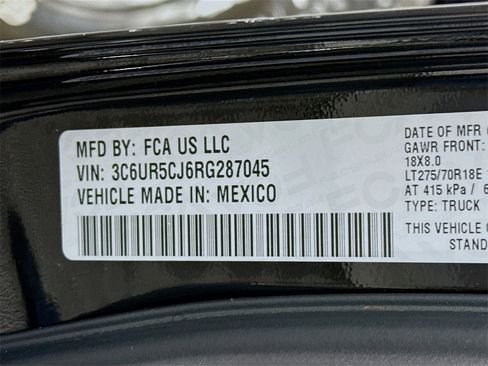 MFD BY: FCA US LLC
VIN: 3C6UR5CJ6RG287045
VEHICLE MADE IN: MEXICO
DATE OF MFR
GAWR FRONT:
18X8.0
LT275/70R18E
AT 415 kPa /
TYPE: TRUCK
THIS VEHICLE
STAND